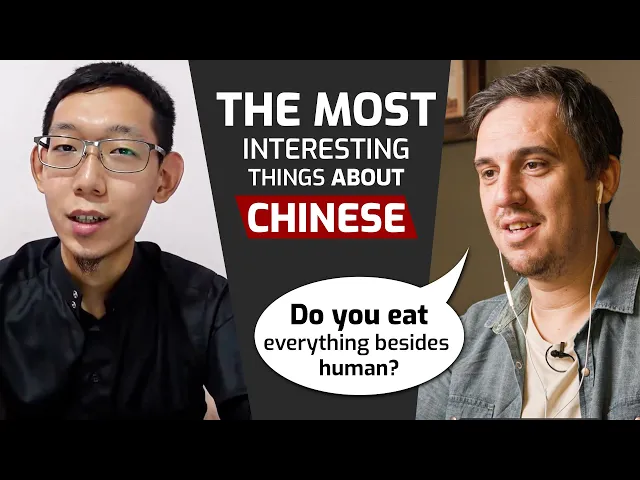 THE MOST
INTERESTING
THINGS ABOUT
CHINESE
Do you eat
everything besides
human?